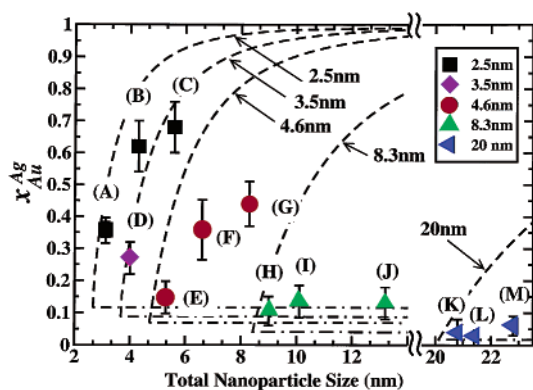 1
0.9
0.8
0.7
0.6
0.5
0.4
0.3
0.2
0.1
0
x Ag Au
(A)
(B)
(C)
(D)
(E)
(F)
(G)
(H)
(I)
(J)
(K)
(L)
(M)
2.5nm
3.5nm
4.6nm
8.3nm
20nm
2.5nm
3.5nm
4.6nm
8.3nm
20 nm
2 4 6 8 10 12 14 20 22
Total Nanoparticle Size (nm)